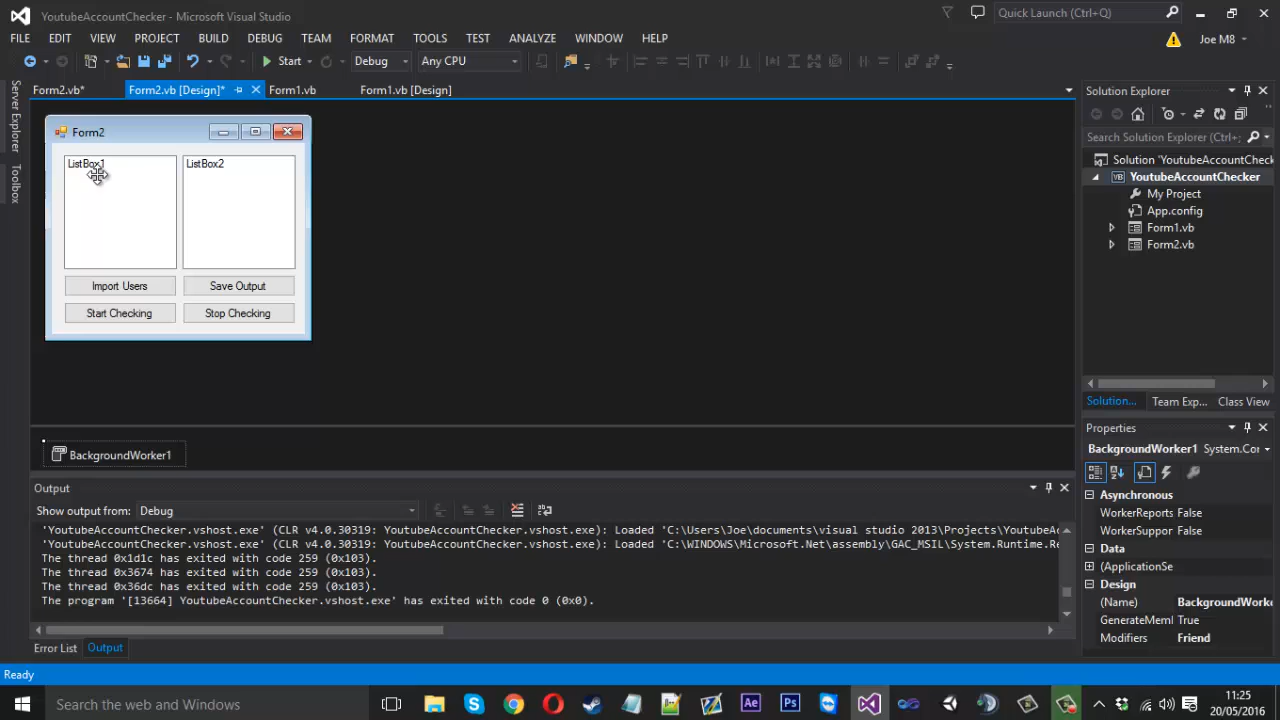 YoutubeAccountChecker - Microsoft Visual Studio
Quick Launch (Ctrl+Q)
FILE EDIT VIEW PROJECT BUILD DEBUG TEAM FORMAT TOOLS TEST ANALYZE WINDOW HELP
Joe M8
Start Debug Any CPU
Server Explorer
Toolbox
Form2.vb* Form2.vb [Design]* Form1.vb Form1.vb [Design]
Form2
ListBox1 ListBox2
Import Users Save Output
Start Checking Stop Checking
BackgroundWorker1
Solution Explorer
Search Solution Explorer (Ctrl+;
Solution 'YoutubeAccountCheck
YoutubeAccountChecker
My Project
App.config
Form1.vb
Form2.vb
Solution... Team Exp... Class View
Properties
BackgroundWorker1 System.Cor
Asynchronous
WorkerReports False
WorkerSuppor False
Data
(ApplicationSe
Design
(Name) BackgroundWorke
GenerateMeml True
Modifiers Friend
Output
Show output from: Debug
'YoutubeAccountChecker.vshost.exe' (CLR v4.0.30319: YoutubeAccountChecker.vshost.exe): Loaded 'C:\Users\Joe\documents\visual studio 2013\Projects\YoutubeAc
'YoutubeAccountChecker.vshost.exe' (CLR v4.0.30319: YoutubeAccountChecker.vshost.exe): Loaded 'C:\WINDOWS\Microsoft.Net\assembly\GAC_MSIL\System.Runtime.Re
The thread 0x1d1c has exited with code 259 (0x103).
The thread 0x3674 has exited with code 259 (0x103).
The thread 0x36dc has exited with code 259 (0x103).
The program '[13664] YoutubeAccountChecker.vshost.exe' has exited with code 0 (0x0).
Error List Output
Ready
Search the web and Windows
Ae
Ps
11:25
20/05/2016